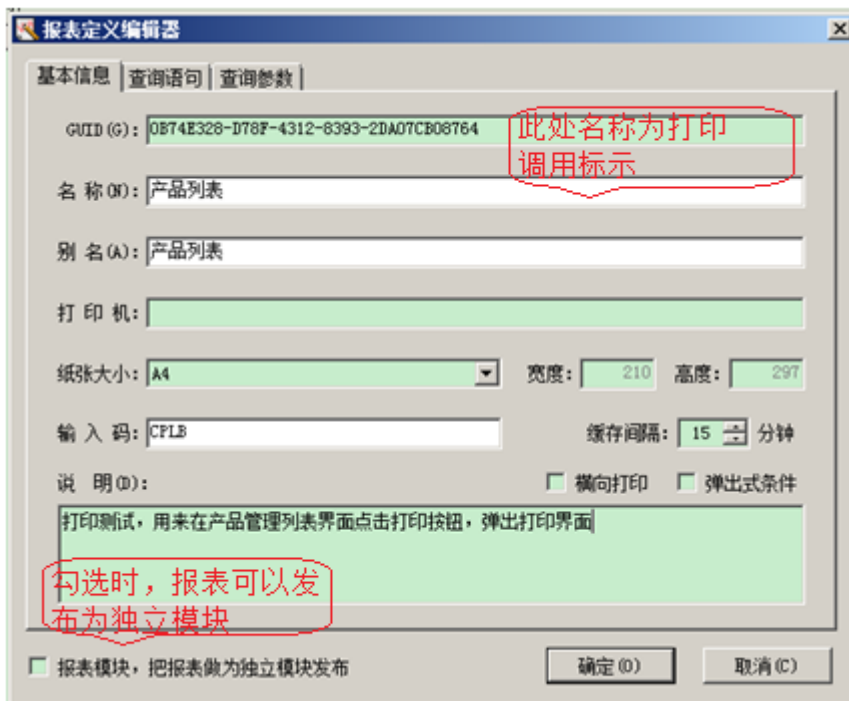 报表定义编辑器
基本信息 查询语句 查询参数
GUID(G): 0B74E328-D78F-4312-8393-2DA07CB08764
此处名称为打印
调用标示
名 称(N): 产品列表
别 名(A): 产品列表
打 印 机:
纸张大小: A4 宽度: 210 高度: 297
输 入 码: CPLB 缓存间隔: 15 分钟
说 明(D): 横向打印 弹出式条件
打印测试，用来在产品管理列表界面点击打印按钮，弹出打印界面
勾选时，报表可以发
布为独立模块
报表模块，把报表做为独立模块发布 确定(O) 取消(C)